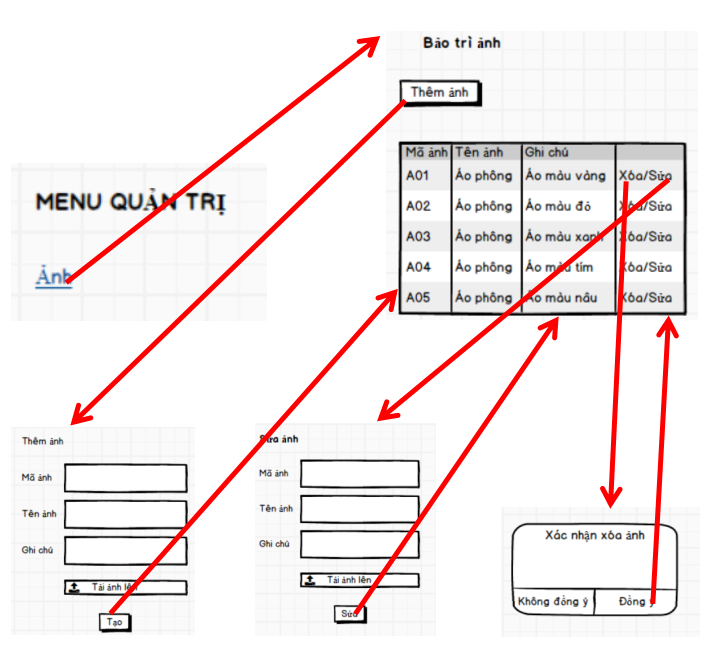 Bảo trì ảnh
Thêm ảnh
Mã ảnh Tên ảnh Ghi chú
A01 Áo phông Áo màu vàng Xóa/Sửa
A02 Áo phông Áo màu đỏ Xóa/Sửa
A03 Áo phông Áo màu xanh Xóa/Sửa
A04 Áo phông Áo màu tím Xóa/Sửa
A05 Áo phông Áo màu nâu Xóa/Sửa
MENU QUẢN TRỊ
Ảnh
Thêm ảnh
Mã ảnh
Tên ảnh
Ghi chú
Tải ảnh lên
Tạo
Sửa ảnh
Mã ảnh
Tên ảnh
Ghi chú
Tải ảnh lên
Sửa
Xác nhận xóa ảnh
Không đồng ý Đồng ý